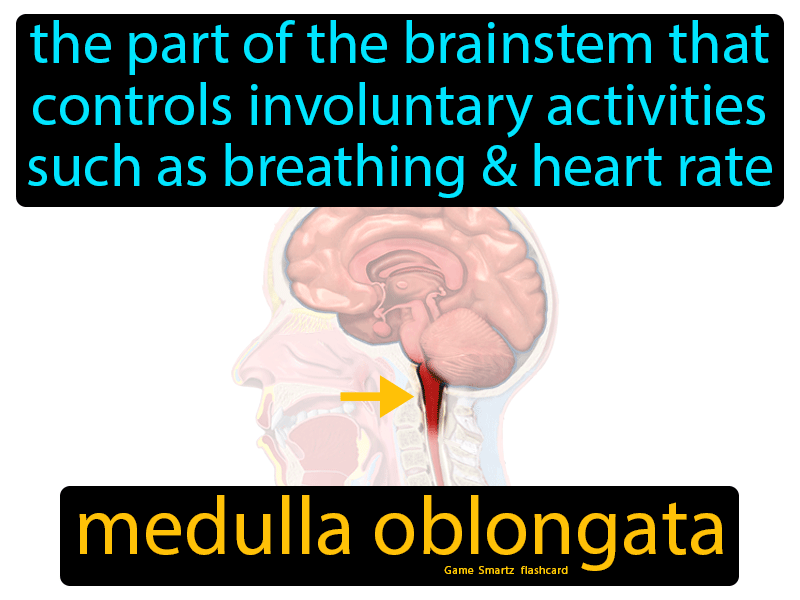 the part of the brainstem that
controls involuntary activities
such as breathing & heart rate
medulla oblongata
Game Smartz flashcard